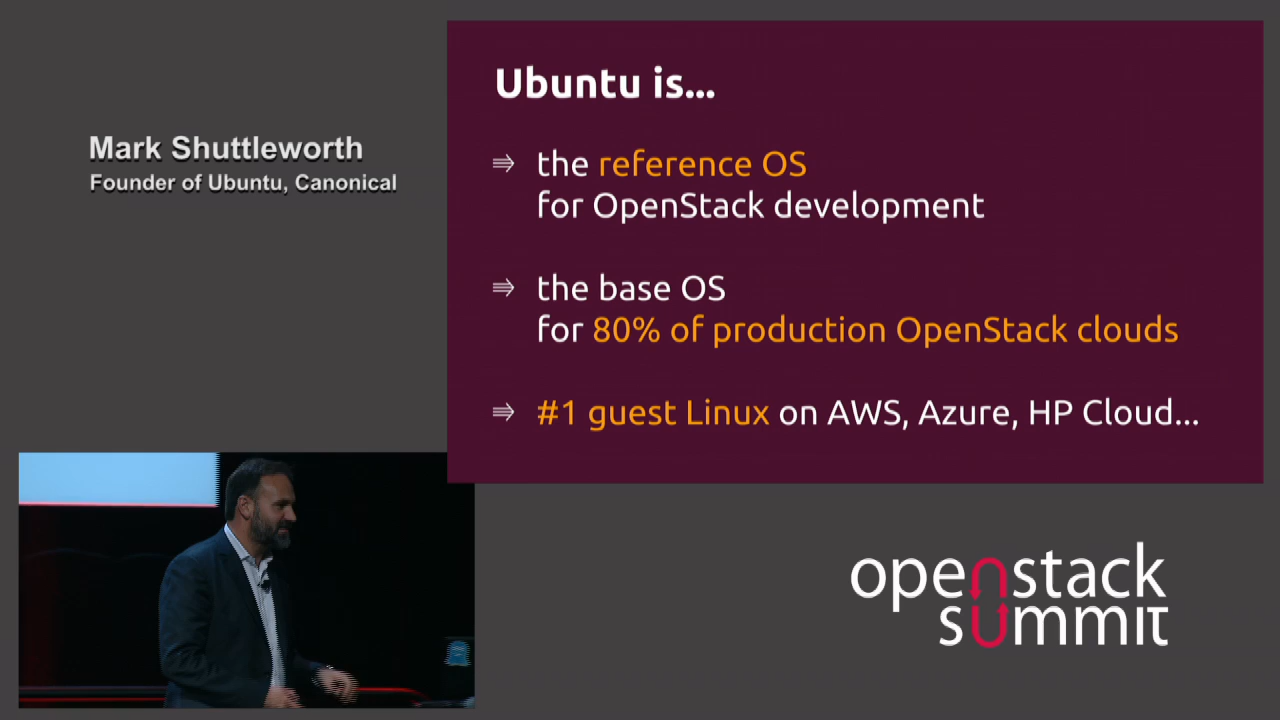 Mark Shuttleworth
Founder of Ubuntu, Canonical
Ubuntu is...
⇛ the reference OS
for OpenStack development
⇛ the base OS
for 80% of production OpenStack clouds
⇛ #1 guest Linux on AWS, Azure, HP Cloud...
openstack
summit